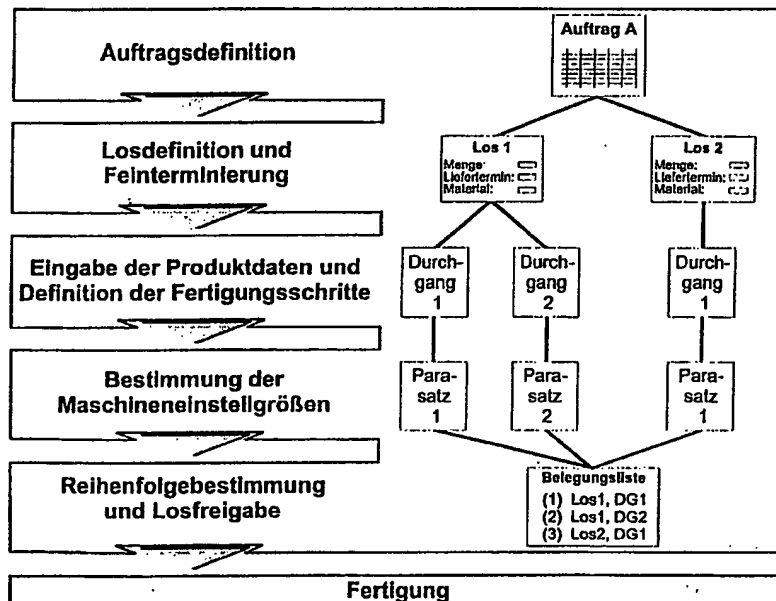 Auftragsdefinition
Auftrag A
Losdefinition und
Feinterminierung
Los 1
Menge:
Liefertermin:
Material:
Los 2
Menge:
Liefertermin:
Material:
Eingabe der Produktdaten und
Definition der Fertigungsschritte
Durch-
gang
1
Durch-
gang
2
Durch-
gang
1
Bestimmung der
Maschineneinstellgrößen
Para-
satz
1
Para-
satz
2
Para-
satz
1
Reihenfolgebestimmung
und Losfreigabe
Belegungsliste
(1) Los1, DG1
(2) Los1, DG2
(3) Los2, DG1
Fertigung